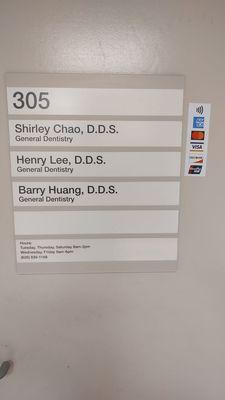 305
Shirley Chao, D.D.S.
General Dentistry
Henry Lee, D.D.S.
General Dentistry
Barry Huang, D.D.S.
General Dentistry
Hours:
Tuesday, Thursday, Saturday 9am-2pm
Wednesday, Friday 9am-6pm
VISA